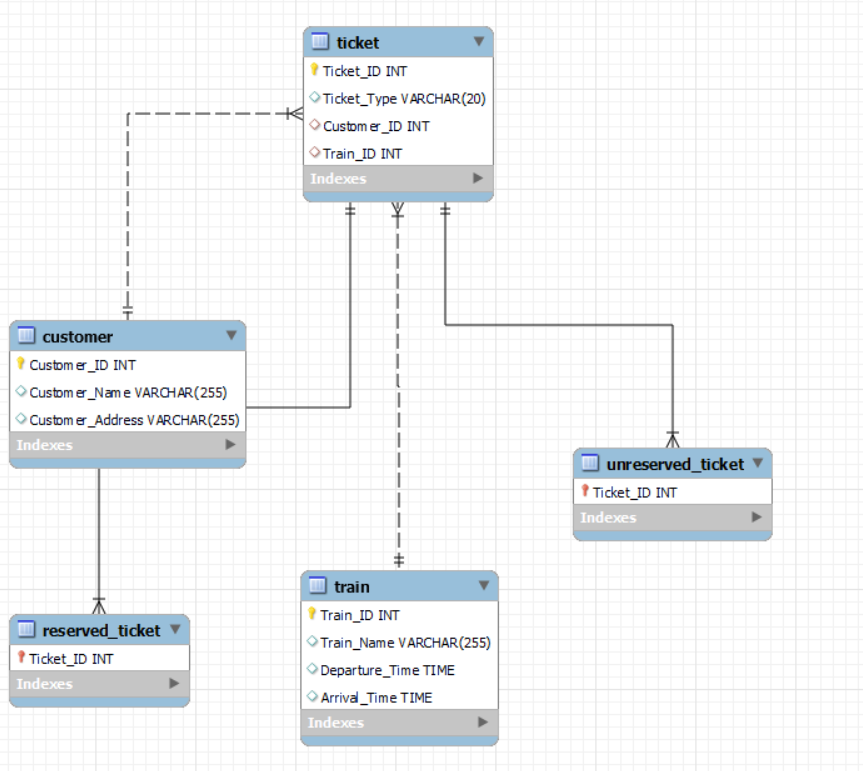 ticket
Ticket_ID INT
Ticket_Type VARCHAR(20)
Customer_ID INT
Train_ID INT
Indexes
customer
Customer_ID INT
Customer_Name VARCHAR(255)
Customer_Address VARCHAR(255)
Indexes
unreserved_ticket
Ticket_ID INT
Indexes
reserved_ticket
Ticket_ID INT
Indexes
train
Train_ID INT
Train_Name VARCHAR(255)
Departure_Time TIME
Arrival_Time TIME
Indexes